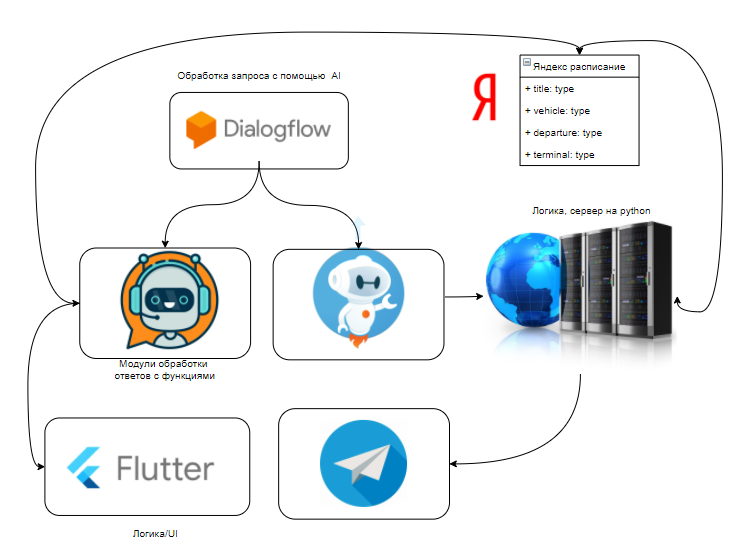 Обработка запроса с помощью AI
Dialogflow
Я
Яндекс расписание
+ title: type
+ vehicle: type
+ departure: type
+ terminal: type
Логика, сервер на python
Модули обработки
ответов с функциями
Flutter
Логика/UI